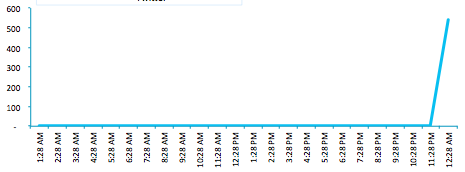 600
500
400
300
200
100
-
1:28 AM
2:28 AM
3:28 AM
4:28 AM
5:28 AM
6:28 AM
7:28 AM
8:28 AM
9:28 AM
10:28 AM
11:28 AM
12:28 PM
1:28 PM
2:28 PM
3:28 PM
4:28 PM
5:28 PM
6:28 PM
7:28 PM
8:28 PM
9:28 PM
10:28 PM
11:28 PM
12:28 AM